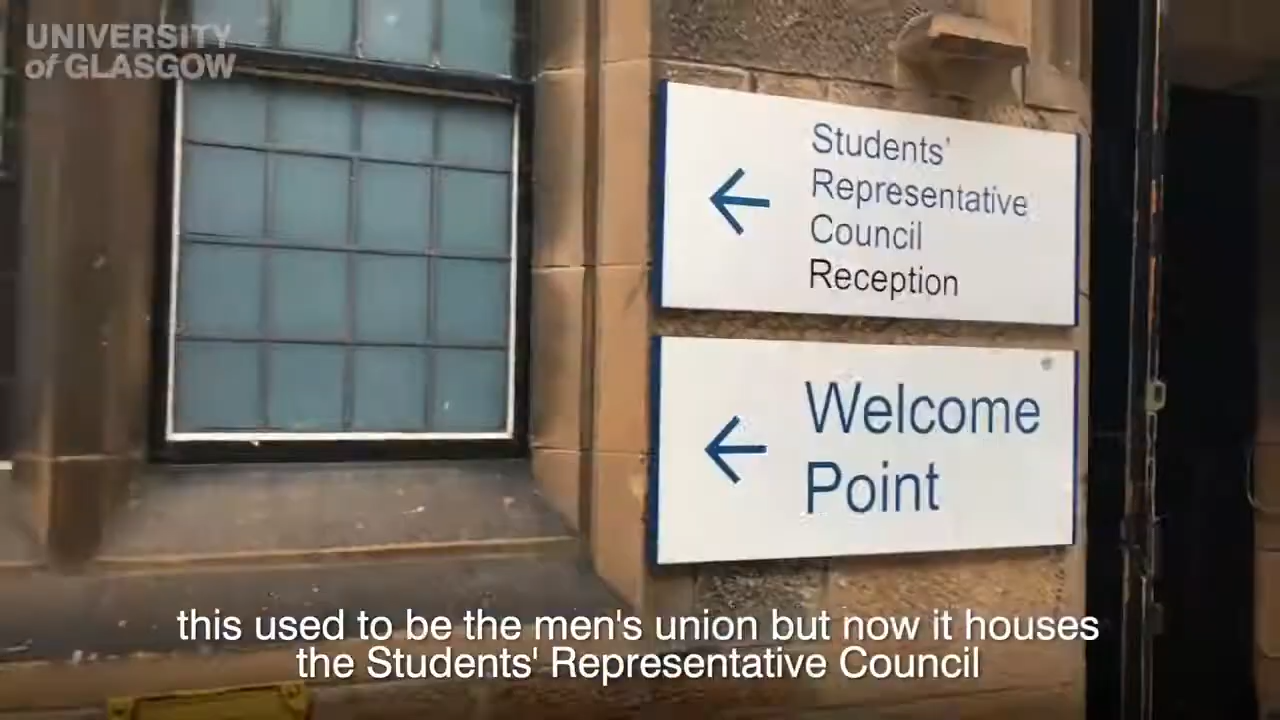 UNIVERSITY
of GLASGOW
Students'
Representative
Council
Reception
Welcome
Point
this used to be the men's union but now it houses
the Students' Representative Council